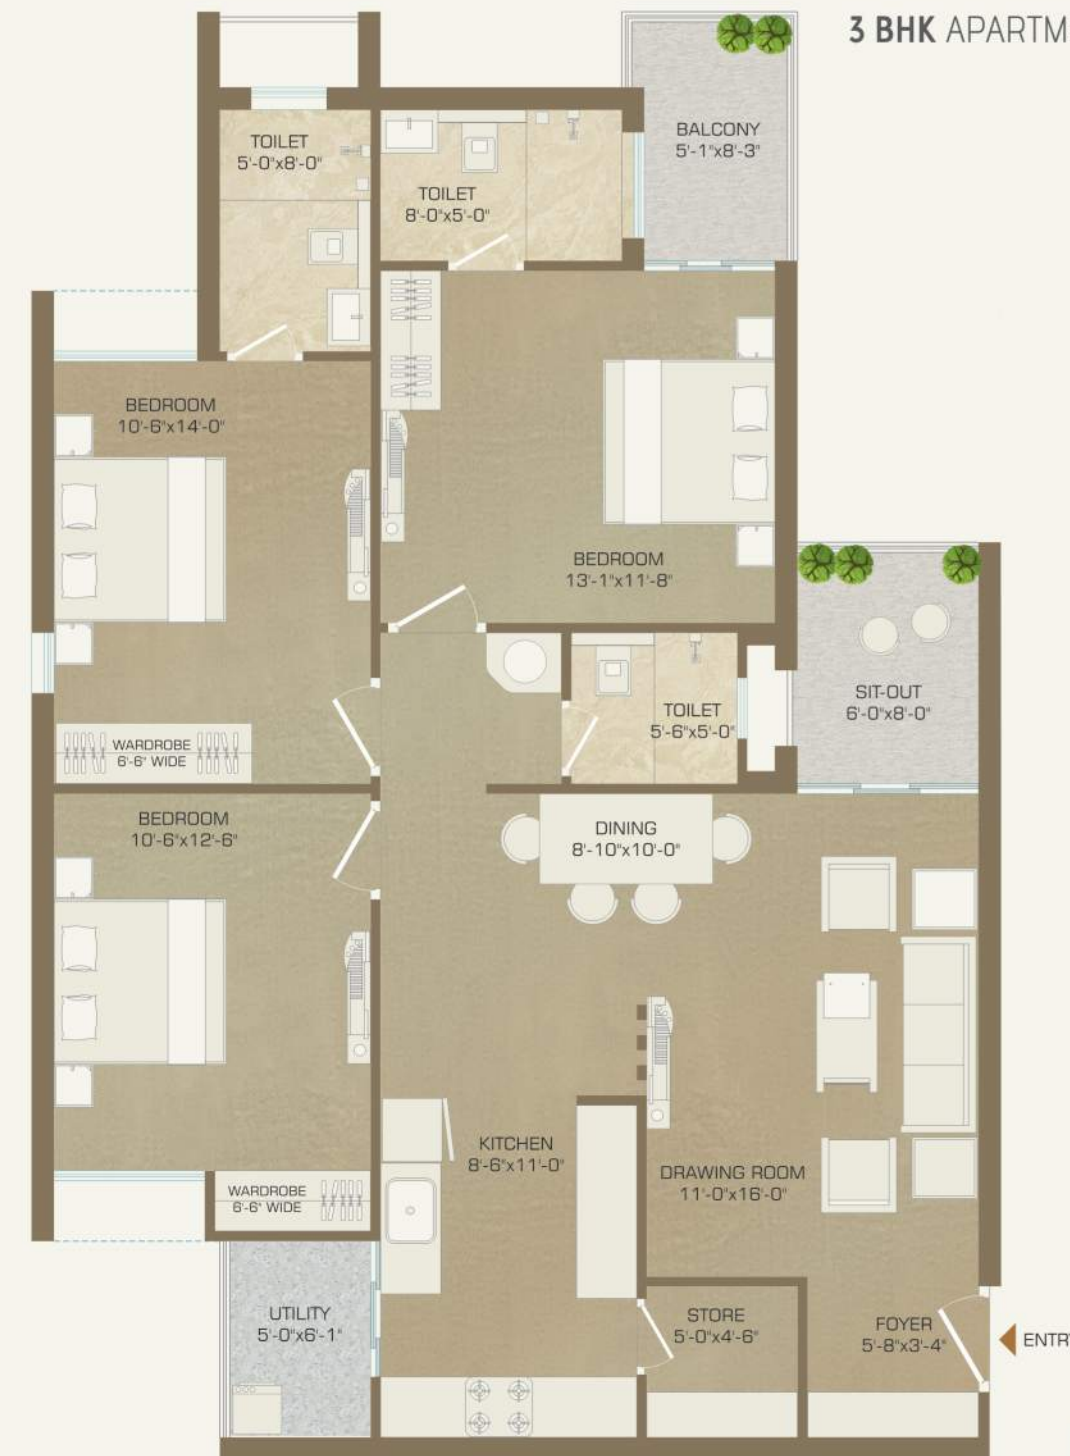 3 BHK APARTM
BALCONY
5'-1"x8'-3"
TOILET
5'-0"x8'-0"
TOILET
8'-0"x5'-0"
BEDROOM
10'-6"x14'-0"
BEDROOM
13'-1"x11'-8"
SIT-OUT
6'-0"x8'-0"
TOILET
5'-6"x5'-0"
WARDROBE
6'-6" WIDE
BEDROOM
10'-6"x12'-6"
DINING
8'-10"x10'-0"
KITCHEN
8'-6"x11'-0"
DRAWING ROOM
11'-0"x16'-0"
WARDROBE
6'-6" WIDE
UTILITY
5'-0"x6'-1"
STORE
5'-0"x4'-6"
FOYER
5'-8"x3'-4"
ENTR